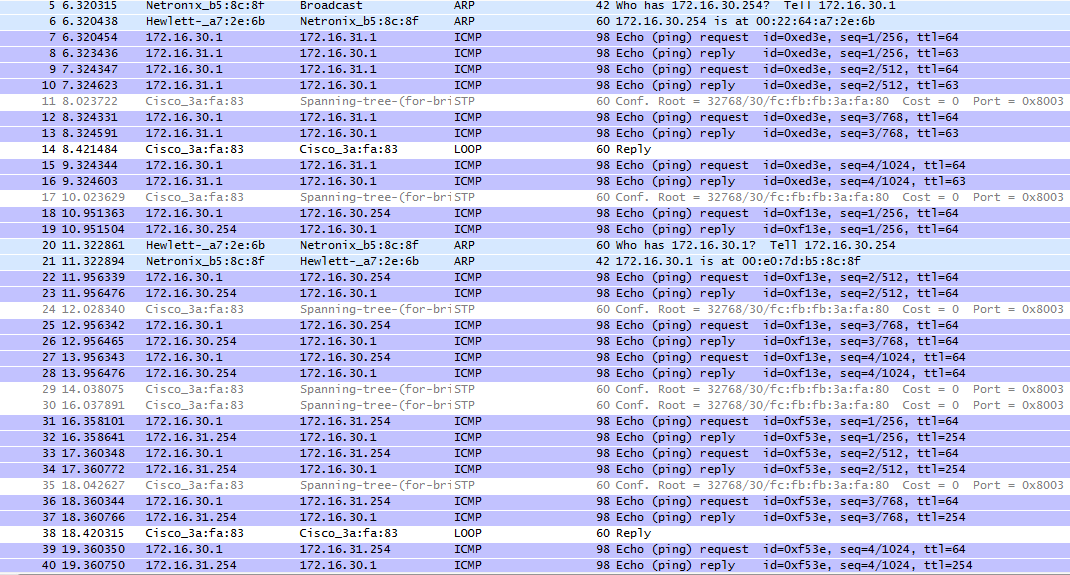 5 6.320315 Netronix_b5:8c:8f Broadcast ARP 42 Who has 172.16.30.254? Tell 172.16.30.1
6 6.320438 Hewlett-_a7:2e:6b Netronix_b5:8c:8f ARP 60 172.16.30.254 is at 00:22:64:a7:2e:6b
7 6.320454 172.16.30.1 172.16.31.1 ICMP 98 Echo (ping) request id=0xed3e, seq=1/256, ttl=64
8 6.323436 172.16.31.1 172.16.30.1 ICMP 98 Echo (ping) reply id=0xed3e, seq=1/256, ttl=63
9 7.324347 172.16.30.1 172.16.31.1 ICMP 98 Echo (ping) request id=0xed3e, seq=2/512, ttl=64
10 7.324623 172.16.31.1 172.16.30.1 ICMP 98 Echo (ping) reply id=0xed3e, seq=2/512, ttl=63
11 8.023722 Cisco_3a:fa:83 Spanning-tree-(for-bri STP 60 Conf. Root = 32768/30/fc:fb:fb:3a:fa:80 Cost = 0 Port = 0x8003
12 8.324331 172.16.30.1 172.16.31.1 ICMP 98 Echo (ping) request id=0xed3e, seq=3/768, ttl=64
13 8.324591 172.16.31.1 172.16.30.1 ICMP 98 Echo (ping) reply id=0xed3e, seq=3/768, ttl=63
14 8.421484 Cisco_3a:fa:83 Cisco_3a:fa:83 LOOP 60 Reply
15 9.324344 172.16.30.1 172.16.31.1 ICMP 98 Echo (ping) request id=0xed3e, seq=4/1024, ttl=64
16 9.324603 172.16.31.1 172.16.30.1 ICMP 98 Echo (ping) reply id=0xed3e, seq=4/1024, ttl=63
17 10.023629 Cisco_3a:fa:83 Spanning-tree-(for-bri STP 60 Conf. Root = 32768/30/fc:fb:fb:3a:fa:80 Cost = 0 Port = 0x8003
18 10.951363 172.16.30.1 172.16.30.254 ICMP 98 Echo (ping) request id=0xf13e, seq=1/256, ttl=64
19 10.951504 172.16.30.254 172.16.30.1 ICMP 98 Echo (ping) reply id=0xf13e, seq=1/256, ttl=64
20 11.322861 Hewlett-_a7:2e:6b Netronix_b5:8c:8f ARP 60 Who has 172.16.30.1? Tell 172.16.30.254
21 11.322894 Netronix_b5:8c:8f Hewlett-_a7:2e:6b ARP 42 172.16.30.1 is at 00:e0:7d:b5:8c:8f
22 11.956339 172.16.30.1 172.16.30.254 ICMP 98 Echo (ping) request id=0xf13e, seq=2/512, ttl=64
23 11.956476 172.16.30.254 172.16.30.1 ICMP 98 Echo (ping) reply id=0xf13e, seq=2/512, ttl=64
24 12.028340 Cisco_3a:fa:83 Spanning-tree-(for-bri STP 60 Conf. Root = 32768/30/fc:fb:fb:3a:fa:80 Cost = 0 Port = 0x8003
25 12.956342 172.16.30.1 172.16.30.254 ICMP 98 Echo (ping) request id=0xf13e, seq=3/768, ttl=64
26 12.956465 172.16.30.254 172.16.30.1 ICMP 98 Echo (ping) reply id=0xf13e, seq=3/768, ttl=64
27 13.956343 172.16.30.1 172.16.30.254 ICMP 98 Echo (ping) request id=0xf13e, seq=4/1024, ttl=64
28 13.956476 172.16.30.254 172.16.30.1 ICMP 98 Echo (ping) reply id=0xf13e, seq=4/1024, ttl=64
29 14.038075 Cisco_3a:fa:83 Spanning-tree-(for-bri STP 60 Conf. Root = 32768/30/fc:fb:fb:3a:fa:80 Cost = 0 Port = 0x8003
30 16.037891 Cisco_3a:fa:83 Spanning-tree-(for-bri STP 60 Conf. Root = 32768/30/fc:fb:fb:3a:fa:80 Cost = 0 Port = 0x8003
31 16.358101 172.16.30.1 172.16.31.254 ICMP 98 Echo (ping) request id=0xf53e, seq=1/256, ttl=64
32 16.358641 172.16.31.254 172.16.30.1 ICMP 98 Echo (ping) reply id=0xf53e, seq=1/256, ttl=254
33 17.360348 172.16.30.1 172.16.31.254 ICMP 98 Echo (ping) request id=0xf53e, seq=2/512, ttl=64
34 17.360772 172.16.31.254 172.16.30.1 ICMP 98 Echo (ping) reply id=0xf53e, seq=2/512, ttl=254
35 18.042627 Cisco_3a:fa:83 Spanning-tree-(for-bri STP 60 Conf. Root = 32768/30/fc:fb:fb:3a:fa:80 Cost = 0 Port = 0x8003
36 18.360344 172.16.30.1 172.16.31.254 ICMP 98 Echo (ping) request id=0xf53e, seq=3/768, ttl=64
37 18.360766 172.16.31.254 172.16.30.1 ICMP 98 Echo (ping) reply id=0xf53e, seq=3/768, ttl=254
38 18.420315 Cisco_3a:fa:83 Cisco_3a:fa:83 LOOP 60 Reply
39 19.360350 172.16.30.1 172.16.31.254 ICMP 98 Echo (ping) request id=0xf53e, seq=4/1024, ttl=64
40 19.360750 172.16.31.254 172.16.30.1 ICMP 98 Echo (ping) reply id=0xf53e, seq=4/1024, ttl=254